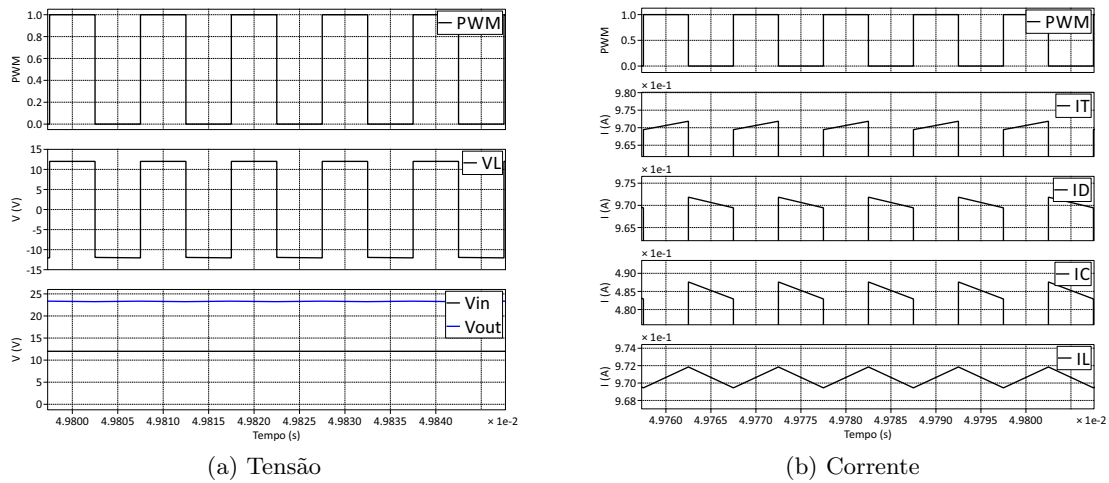 PWM
1.0
0.8
0.6
0.4
0.2
0.0
PWM
VL
15
10
5
0
-5
-10
-15
V (V)
Vin
Vout
25
20
15
10
5
0
V (V)
4.9800 4.9805 4.9810 4.9815 4.9820 4.9825 4.9830 4.9835 4.9840 × 1e-2
Tempo (s)
(a) Tensão
PWM
1.0
0.5
0.0
PWM
× 1e-1
IT
9.80
9.75
9.70
9.65
I (A)
× 1e-1
ID
9.75
9.70
9.65
I (A)
× 1e-1
IC
4.90
4.85
4.80
I (A)
× 1e-1
IL
9.74
9.72
9.70
9.68
I (A)
4.9760 4.9765 4.9770 4.9775 4.9780 4.9785 4.9790 4.9795 4.9800 × 1e-2
Tempo (s)
(b) Corrente